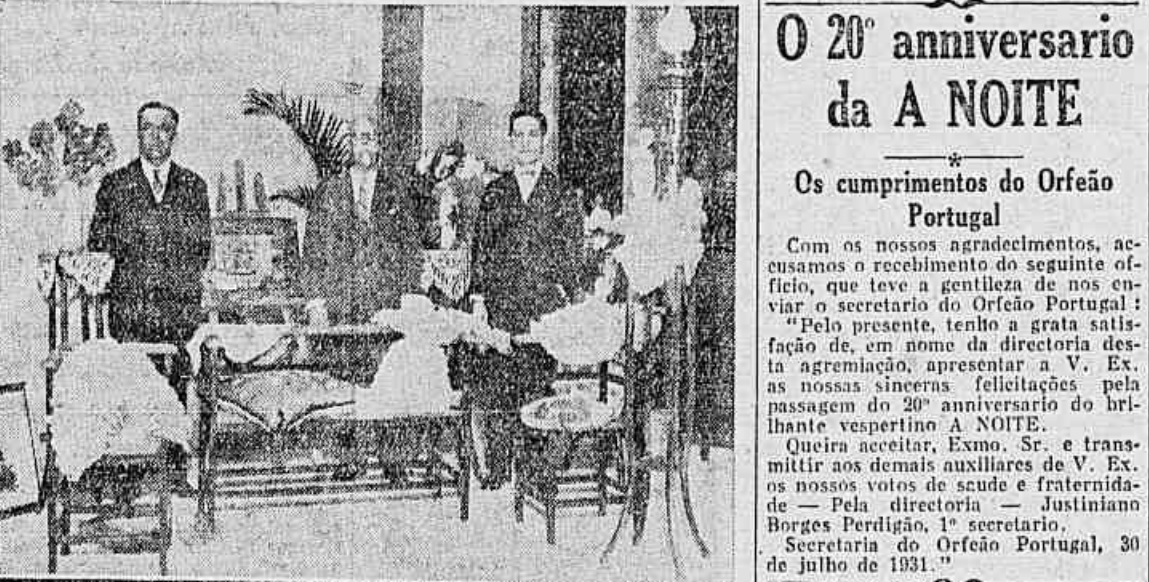 O 20º anniversario
da A NOITE
*
Os cumprimentos do Orfeão
Portugal
Com os nossos agradecimentos, ac-
cusamos o recebimento do seguinte of-
ficio, que teve a gentileza de nos en-
viar o secretario do Orfeão Portugal:
"Pelo presente, tenho a grata satis-
fação de, em nome da directoria des-
ta agremiação, apresentar a V. Ex.
as nossas sinceras felicitações pela
passagem do 20º anniversario do bri-
lhante vespertino A NOITE.
Queira acceitar, Exmo. Sr. e trans-
mittir aos demais auxiliares de V. Ex.
os nossos votos de saude e fraternida-
de — Pela directoria — Justiniano
Borges Perdigão, 1º secretario.
Secretaria do Orfeão Portugal, 30
de julho de 1931."